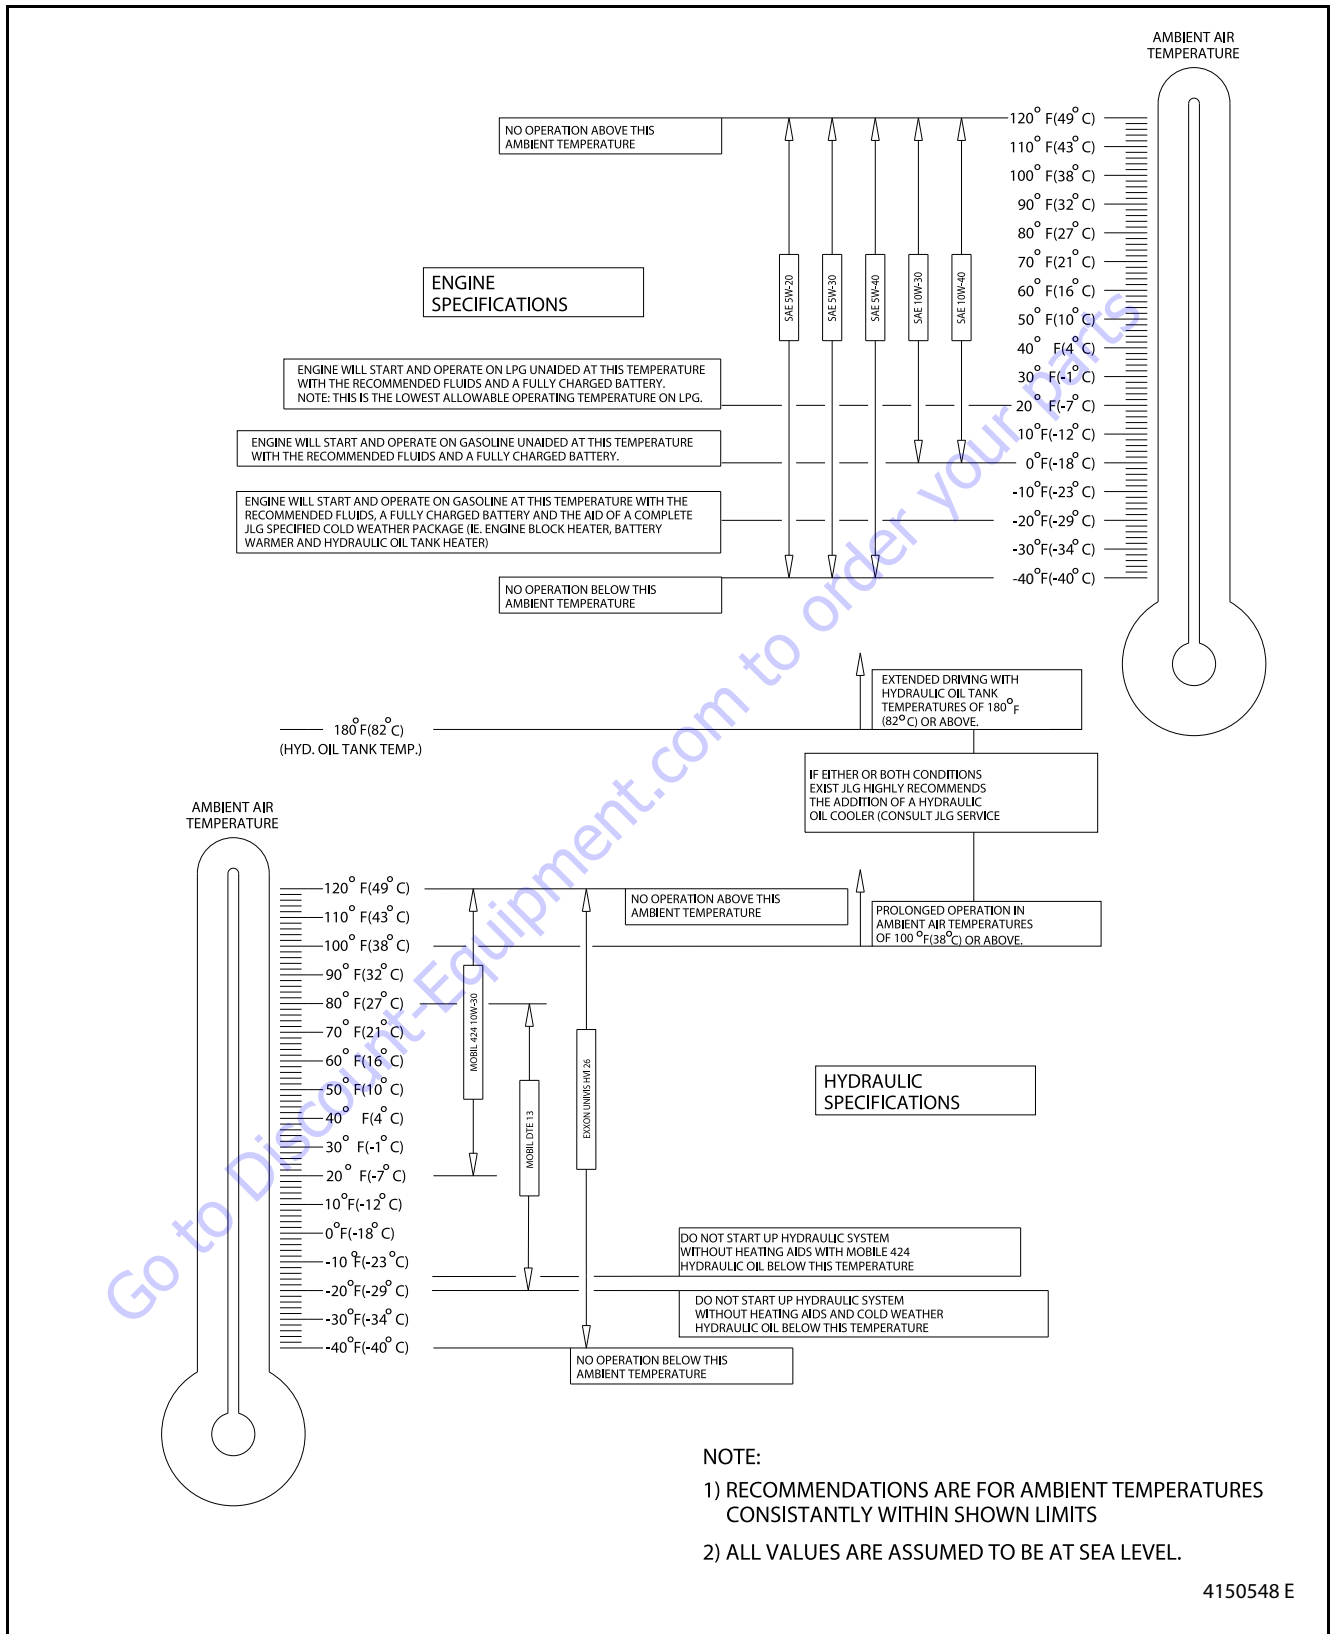 AMBIENT AIR
TEMPERATURE
120° F(49° C)
110° F(43° C)
100° F(38° C)
90° F(32° C)
80° F(27° C)
70° F(21° C)
60° F(16° C)
50° F(10° C)
40° F(4° C)
30° F(-1° C)
20° F(-7° C)
10°F(-12° C)
0°F(-18° C)
-10°F(-23° C)
-20°F(-29° C)
-30°F(-34° C)
-40°F(-40° C)
NO OPERATION ABOVE THIS
AMBIENT TEMPERATURE
SAE 5W-20
SAE 5W-30
SAE 5W-40
SAE 10W-30
SAE 10W-40
ENGINE
SPECIFICATIONS
ENGINE WILL START AND OPERATE ON LPG UNAIDED AT THIS TEMPERATURE
WITH THE RECOMMENDED FLUIDS AND A FULLY CHARGED BATTERY.
NOTE: THIS IS THE LOWEST ALLOWABLE OPERATING TEMPERATURE ON LPG.
ENGINE WILL START AND OPERATE ON GASOLINE UNAIDED AT THIS TEMPERATURE
WITH THE RECOMMENDED FLUIDS AND A FULLY CHARGED BATTERY.
ENGINE WILL START AND OPERATE ON GASOLINE AT THIS TEMPERATURE WITH THE
RECOMMENDED FLUIDS, A FULLY CHARGED BATTERY AND THE AID OF A COMPLETE
JLG SPECIFIED COLD WEATHER PACKAGE (IE. ENGINE BLOCK HEATER, BATTERY
WARMER AND HYDRAULIC OIL TANK HEATER)
NO OPERATION BELOW THIS
AMBIENT TEMPERATURE
EXTENDED DRIVING WITH
HYDRAULIC OIL TANK
TEMPERATURES OF 180°F
(82°C) OR ABOVE.
180°F(82°C)
(HYD. OIL TANK TEMP.)
IF EITHER OR BOTH CONDITIONS
EXIST JLG HIGHLY RECOMMENDS
THE ADDITION OF A HYDRAULIC
OIL COOLER (CONSULT JLG SERVICE
AMBIENT AIR
TEMPERATURE
120° F(49° C)
110° F(43° C)
100° F(38° C)
90° F(32° C)
80° F(27° C)
70° F(21° C)
60° F(16° C)
50° F(10° C)
40° F(4° C)
30° F(-1° C)
20° F(-7° C)
10°F(-12° C)
0°F(-18° C)
-10 °F(-23° C)
-20°F(-29° C)
-30°F(-34° C)
-40°F(-40° C)
NO OPERATION ABOVE THIS
AMBIENT TEMPERATURE
PROLONGED OPERATION IN
AMBIENT AIR TEMPERATURES
OF 100 °F(38°C) OR ABOVE.
MOBIL 424 10W-30
MOBIL DTE 13
EXXON UNIVIS HVI 26
HYDRAULIC
SPECIFICATIONS
DO NOT START UP HYDRAULIC SYSTEM
WITHOUT HEATING AIDS WITH MOBILE 424
HYDRAULIC OIL BELOW THIS TEMPERATURE
DO NOT START UP HYDRAULIC SYSTEM
WITHOUT HEATING AIDS AND COLD WEATHER
HYDRAULIC OIL BELOW THIS TEMPERATURE
NO OPERATION BELOW THIS
AMBIENT TEMPERATURE
NOTE:
1) RECOMMENDATIONS ARE FOR AMBIENT TEMPERATURES
CONSISTANTLY WITHIN SHOWN LIMITS
2) ALL VALUES ARE ASSUMED TO BE AT SEA LEVEL.
4150548 E
Go to Discount-Equipment.com to order your parts